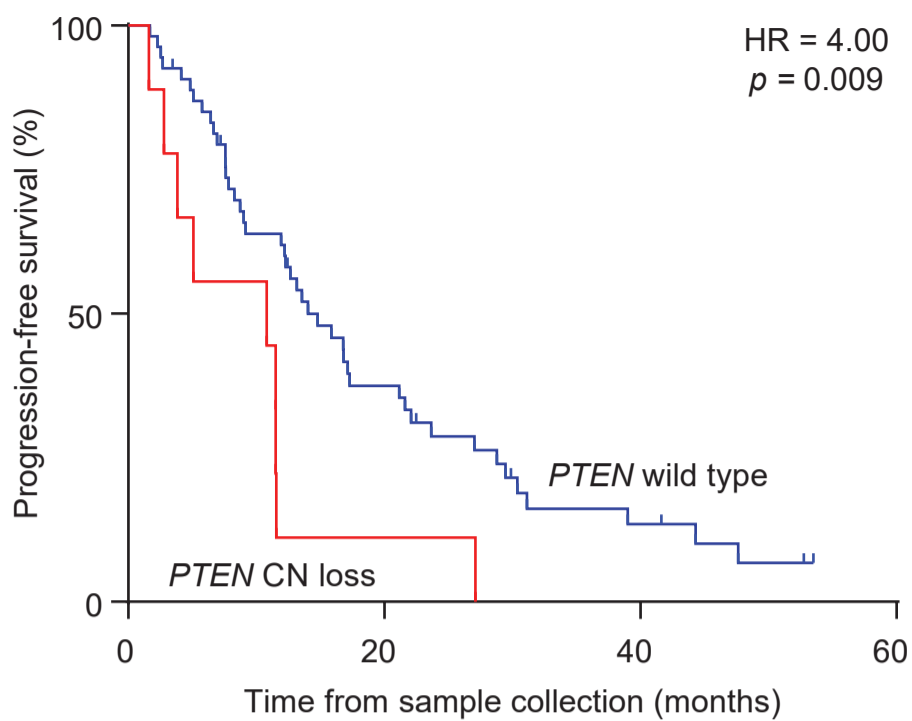 100
HR = 4.00
p = 0.009
Progression-free survival (%)
50
PTEN wild type
PTEN CN loss
0
0 20 40 60
Time from sample collection (months)